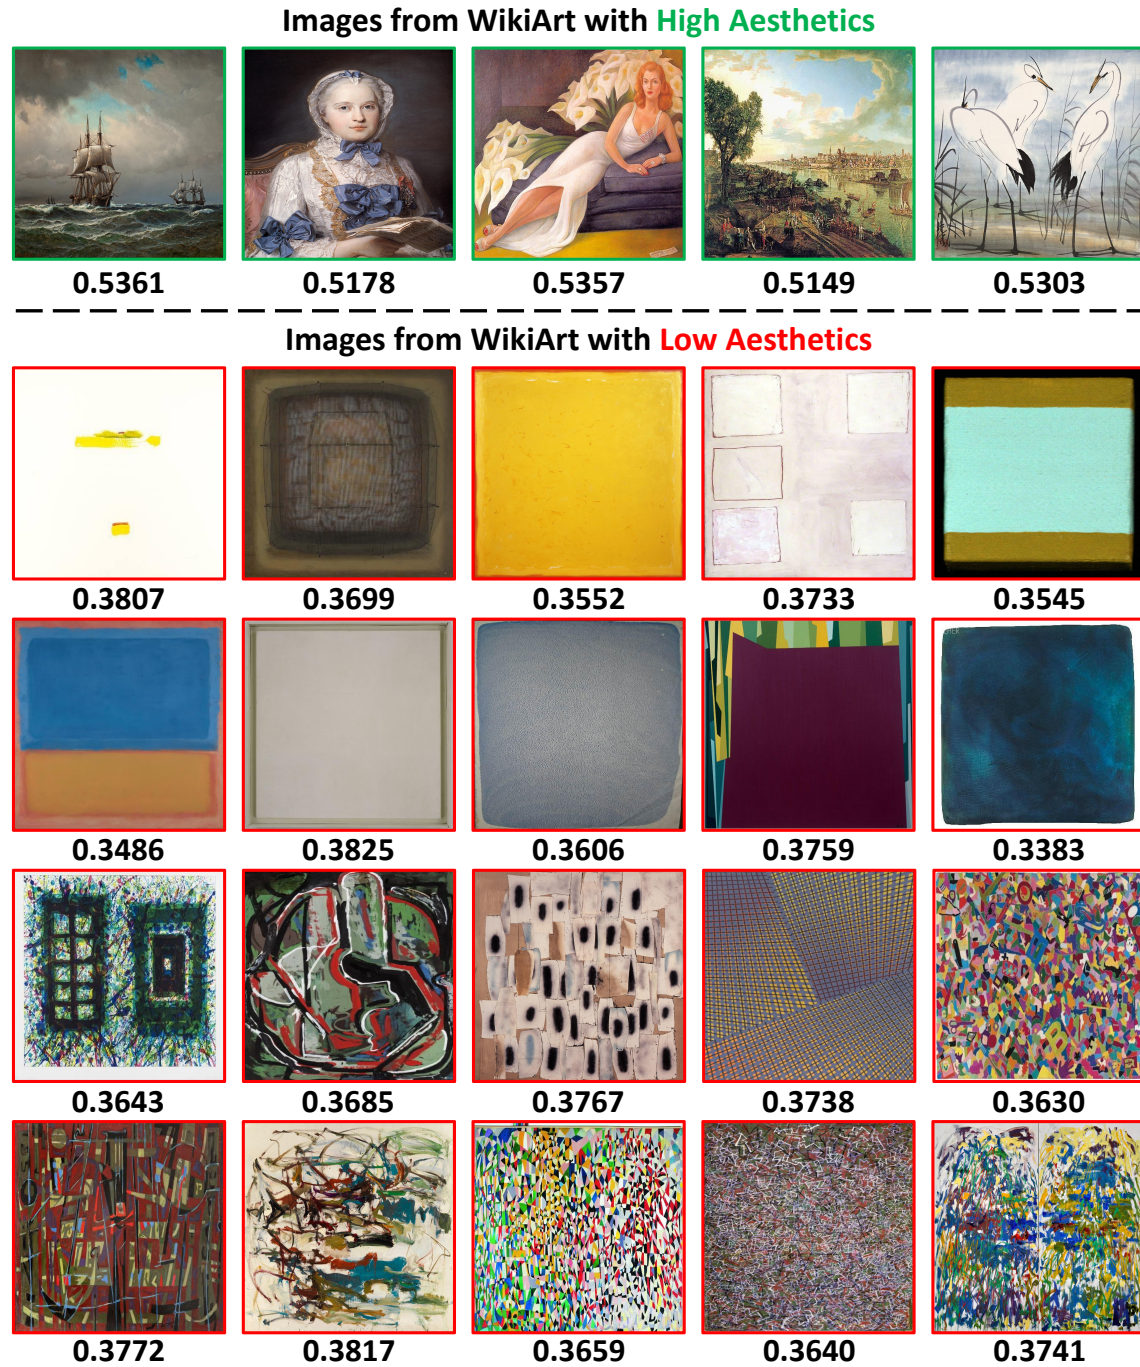 Images from WikiArt with High Aesthetics
0.5361 0.5178 0.5357 0.5149 0.5303
Images from WikiArt with Low Aesthetics
0.3807 0.3699 0.3552 0.3733 0.3545
0.3486 0.3825 0.3606 0.3759 0.3383
0.3643 0.3685 0.3767 0.3738 0.3630
0.3772 0.3817 0.3659 0.3640 0.3741